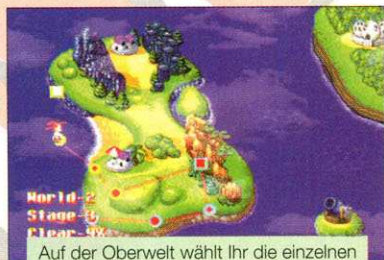 World-2
Stage-
Clear-
Auf der Oberwelt wählt Ihr die einzelnen